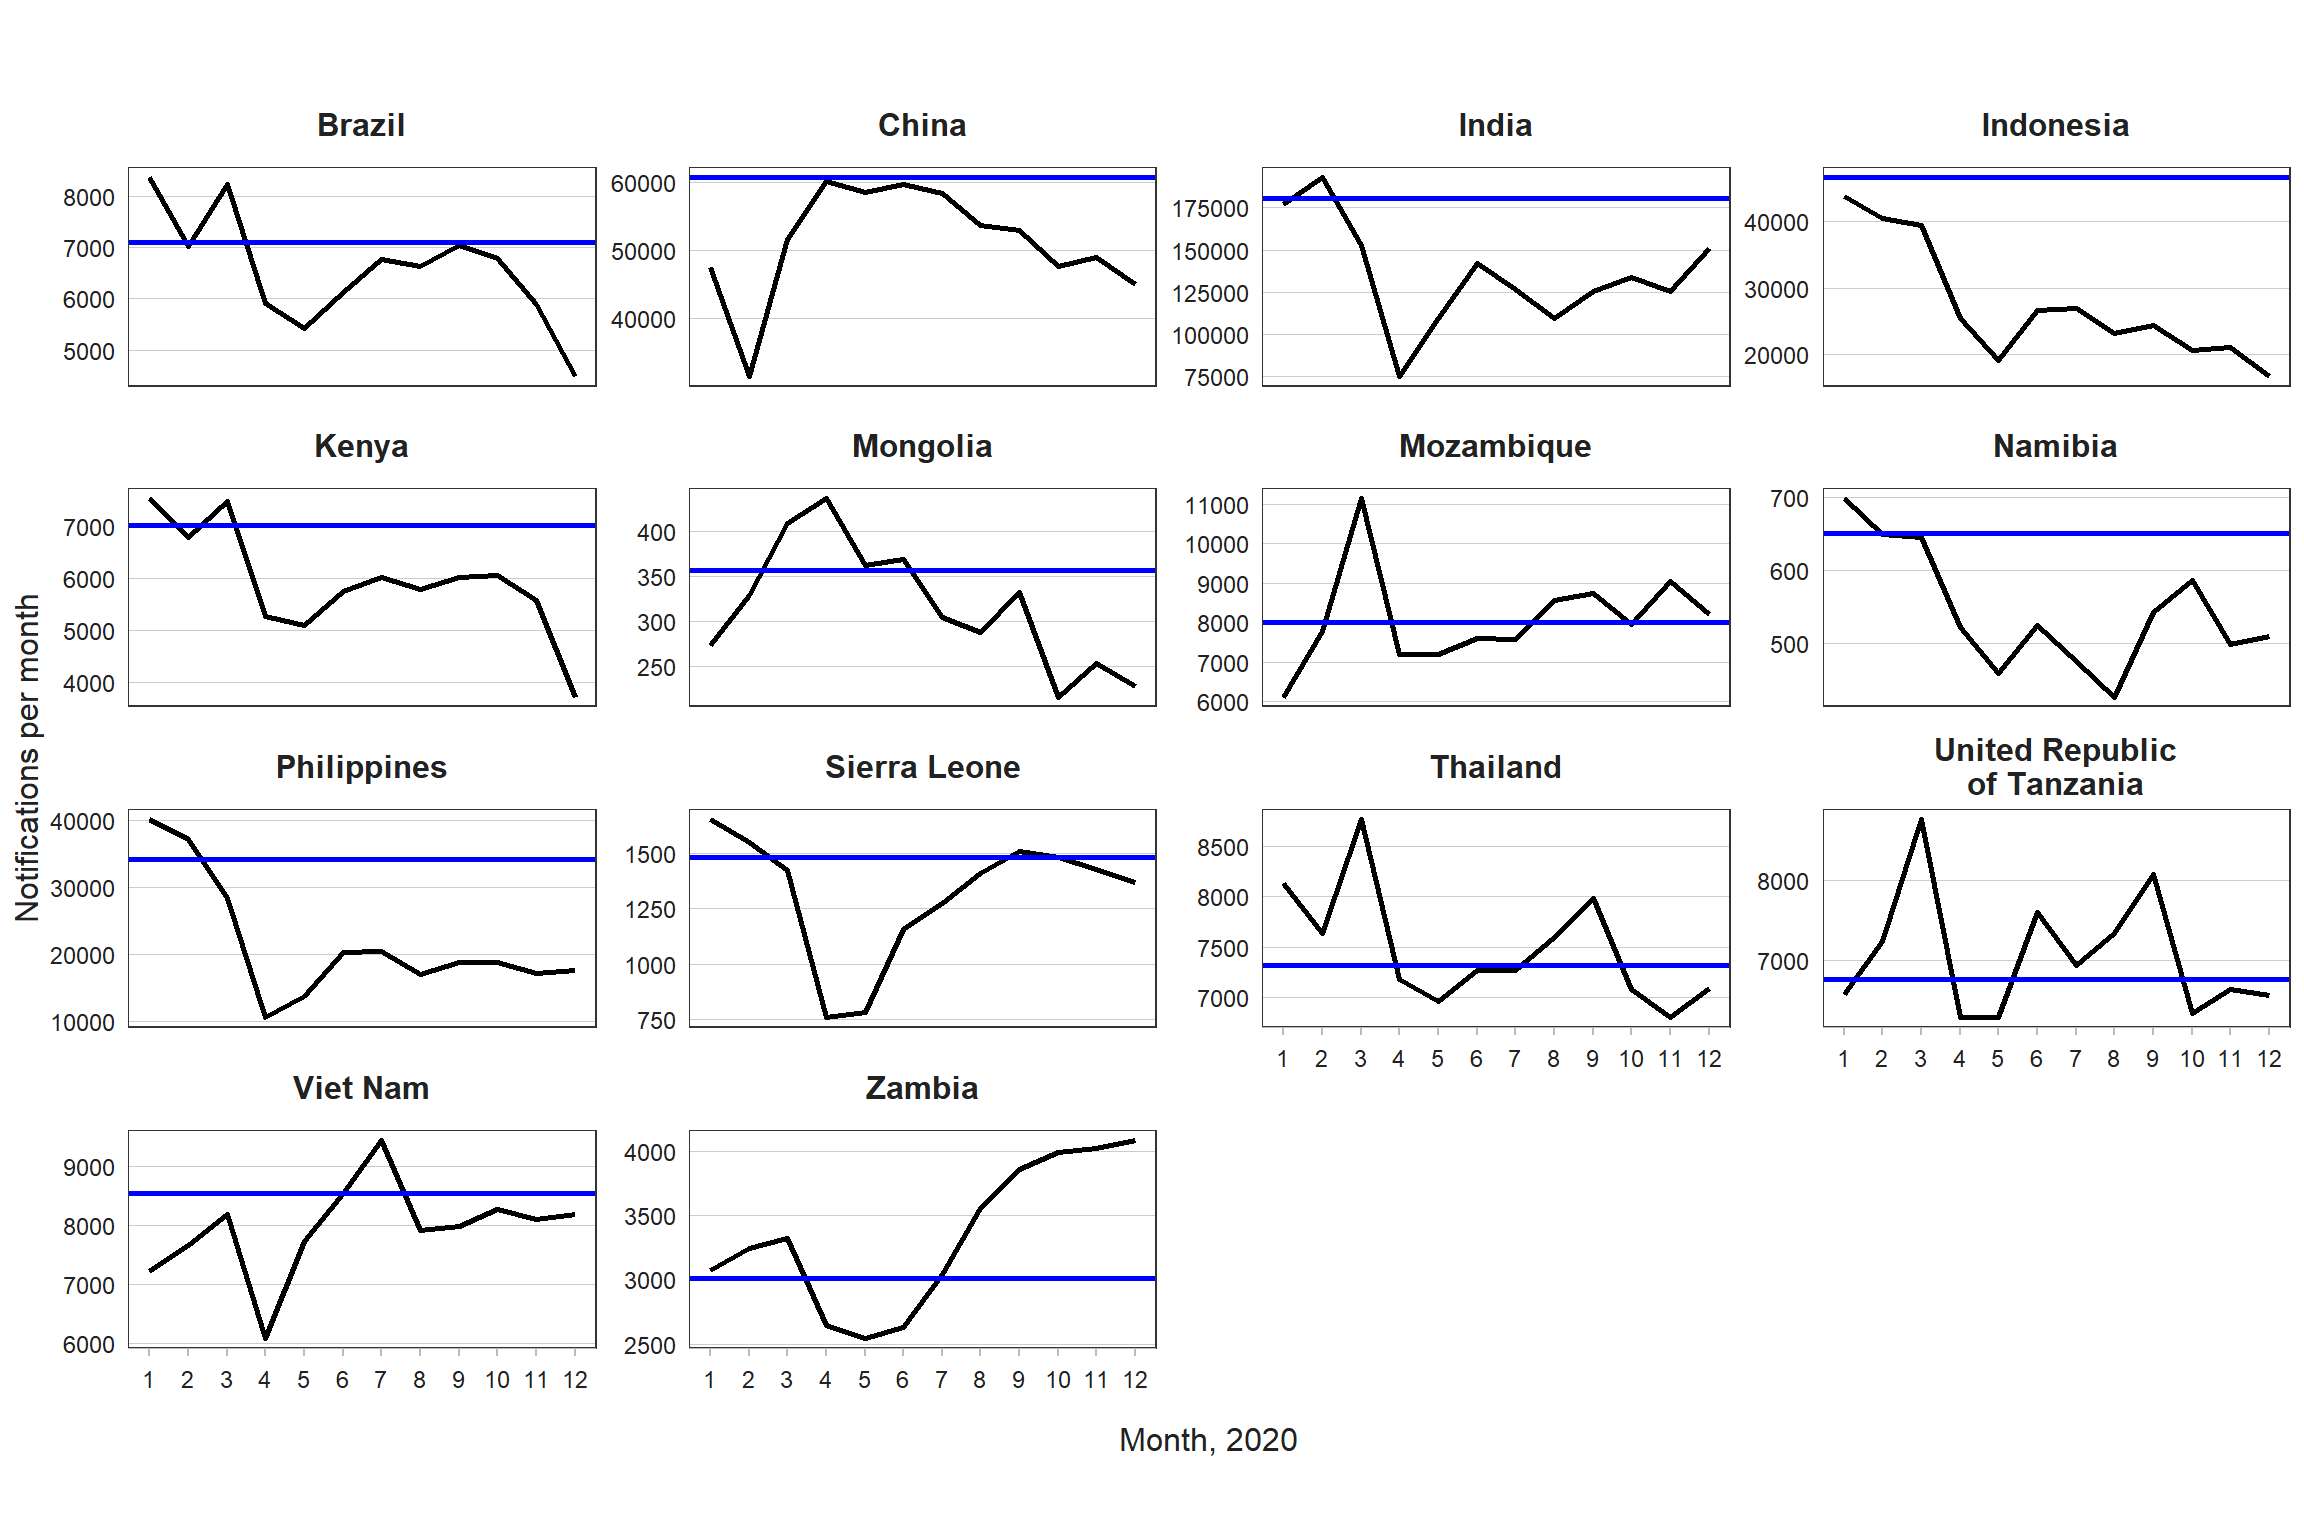 Brazil
China
India
Indonesia
8000
7000
6000
5000
60000
50000
40000
175000
150000
125000
100000
75000
40000
30000
20000
Kenya
Mongolia
Mozambique
Namibia
7000
6000
5000
4000
400
350
300
250
11000
10000
9000
8000
7000
6000
700
600
500
Notifications per month
Philippines
Sierra Leone
Thailand
United Republic
of Tanzania
40000
30000
20000
10000
1500
1250
1000
750
8500
8000
7500
7000
8000
7000
1 2 3 4 5 6 7 8 9 10 11 12
1 2 3 4 5 6 7 8 9 10 11 12
Viet Nam
Zambia
9000
8000
7000
6000
4000
3500
3000
2500
1 2 3 4 5 6 7 8 9 10 11 12
1 2 3 4 5 6 7 8 9 10 11 12
Month, 2020